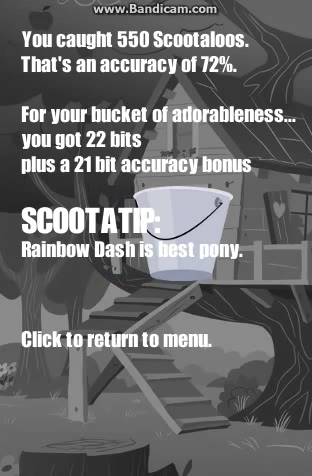 www.Bandicam.com
You caught 550 Scootaloos.
That's an accuracy of 72%.
For your bucket of adorableness...
you got 22 bits
plus a 21 bit accuracy bonus
SCOOTATIP:
Rainbow Dash is best pony.
Click to return to menu.